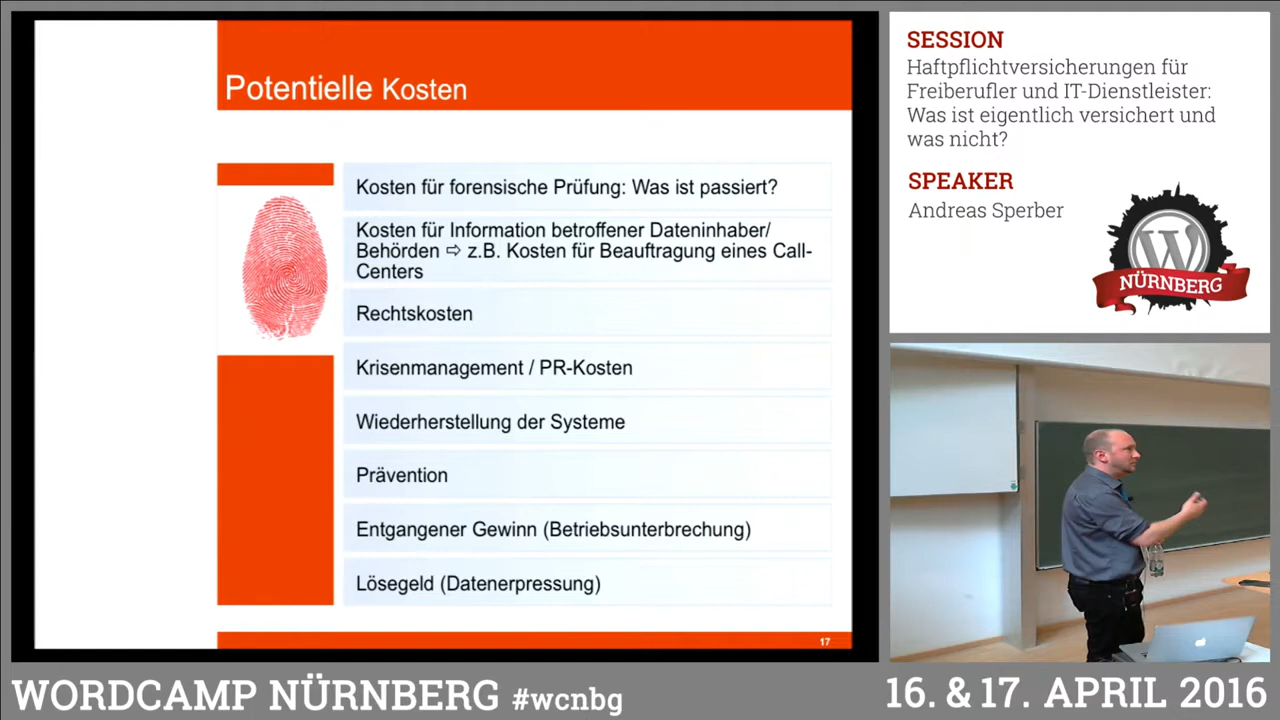 Potentielle Kosten
Kosten für forensische Prüfung: Was ist passiert?
Kosten für Information betroffener Dateninhaber/
Behörden ⇨ z.B. Kosten für Beauftragung eines Call-
Centers
Rechtskosten
Krisenmanagement / PR-Kosten
Wiederherstellung der Systeme
Prävention
Entgangener Gewinn (Betriebsunterbrechung)
Lösegeld (Datenerpressung)
17
SESSION
Haftpflichtversicherungen für
Freiberufler und IT-Dienstleister:
Was ist eigentlich versichert und
was nicht?
SPEAKER
Andreas Sperber
W
NÜRNBERG
WORDCAMP NÜRNBERG #wcnbg
16. & 17. APRIL 2016